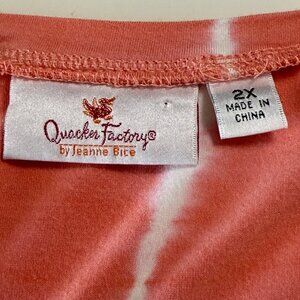 Quacker Factory®
by Jeanne Bice
2X
MADE IN
CHINA